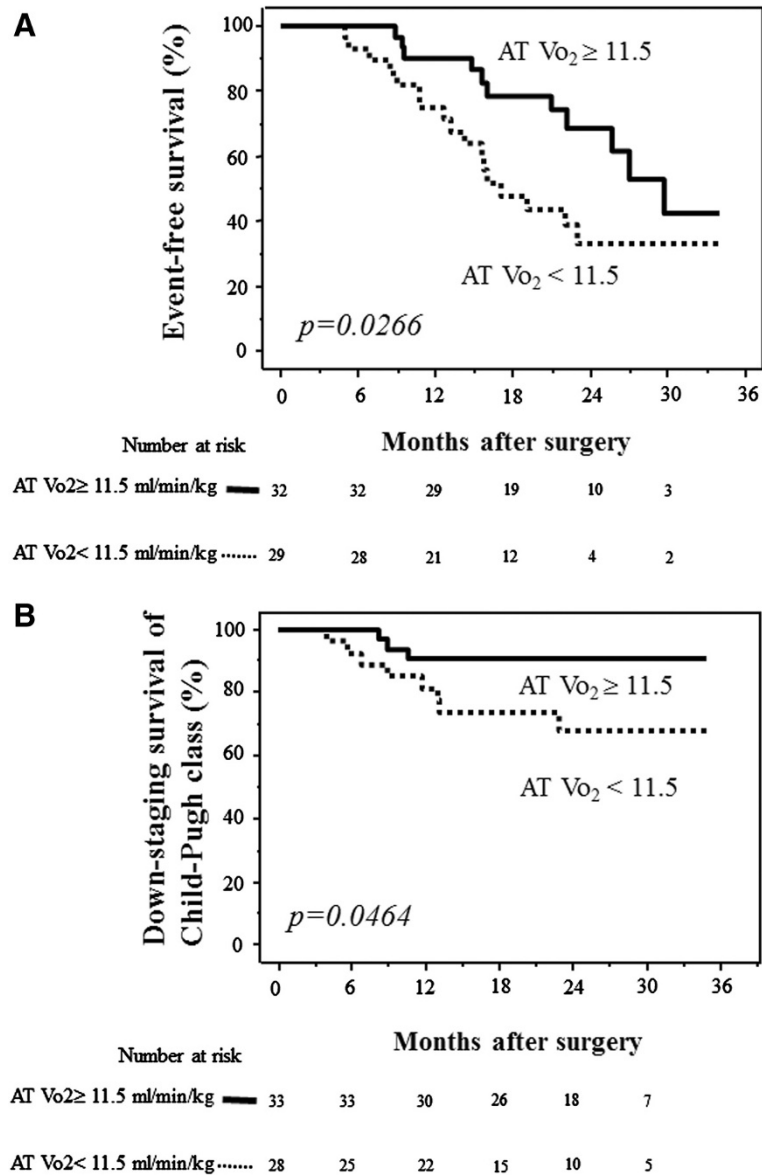 A
Event-free survival (%)
100
80
60
40
20
0
AT Vo2 ≥ 11.5
AT Vo2 < 11.5
p=0.0266
0 6 12 18 24 30 36
Number at risk
Months after surgery
AT Vo2≥ 11.5 ml/min/kg 32 32 29 19 10 3
AT Vo2< 11.5 ml/min/kg 29 28 21 12 4 2
B
Down-staging survival of
Child-Pugh class (%)
100
80
60
40
20
0
AT Vo2 ≥ 11.5
AT Vo2 < 11.5
p=0.0464
0 6 12 24 30 36
Months after surgery
Number at risk
AT Vo2≥ 11.5 ml/min/kg 33 33 30 26 18 7
AT Vo2< 11.5 ml/min/kg 28 25 22 15 10 5